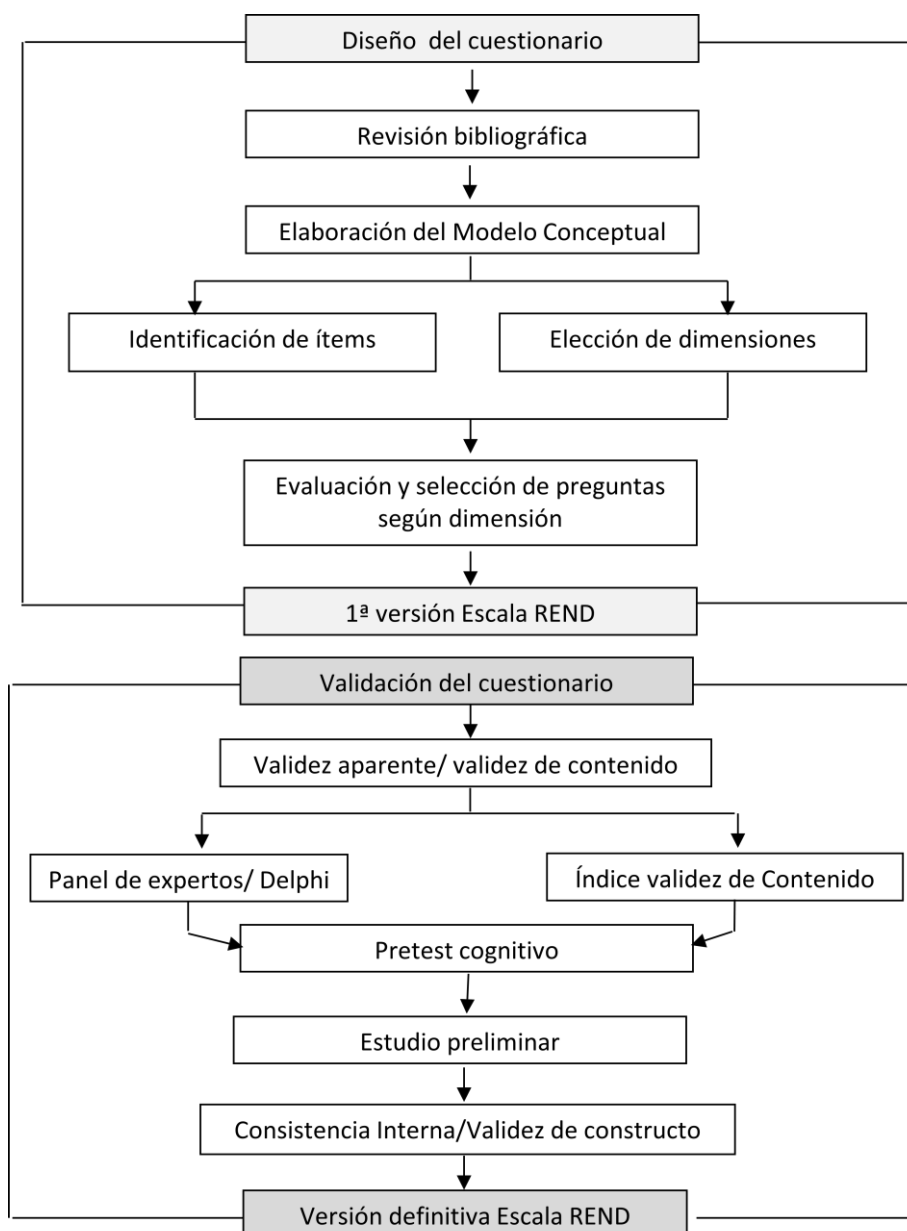 Diseño del cuestionario
Revisión bibliográfica
Elaboración del Modelo Conceptual
Identificación de ítems
Elección de dimensiones
Evaluación y selección de preguntas
según dimensión
1ª versión Escala REND
Validación del cuestionario
Validez aparente/ validez de contenido
Panel de expertos/ Delphi
Índice validez de Contenido
Pretest cognitivo
Estudio preliminar
Consistencia Interna/Validez de constructo
Versión definitiva Escala REND